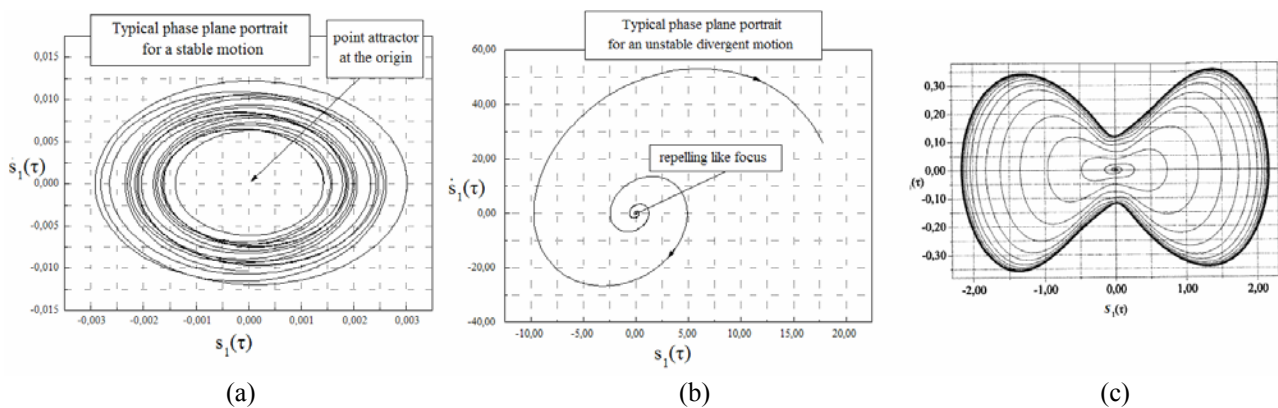 Typical phase plane portrait
for a stable motion
point attractor
at the origin
0,015
0,010
0,005
0,000
-0,005
-0,010
-0,015
ṡ₁(τ)
-0,003 -0,002 -0,001 0,000 0,001 0,002 0,003
s₁(τ)
(a)
Typical phase plane portrait
for an unstable divergent motion
repelling like focus
60,00
40,00
20,00
0,00
-20,00
-40,00
ṡ₁(τ)
-10,00 -5,00 0,00 5,00 10,00 15,00 20,00
s₁(τ)
(b)
0,30
0,20
0,10
0,00
-0,10
-0,20
-0,30
(τ)
-2,00 -1,00 0,00 1,00 2,00
S₁(τ)
(c)